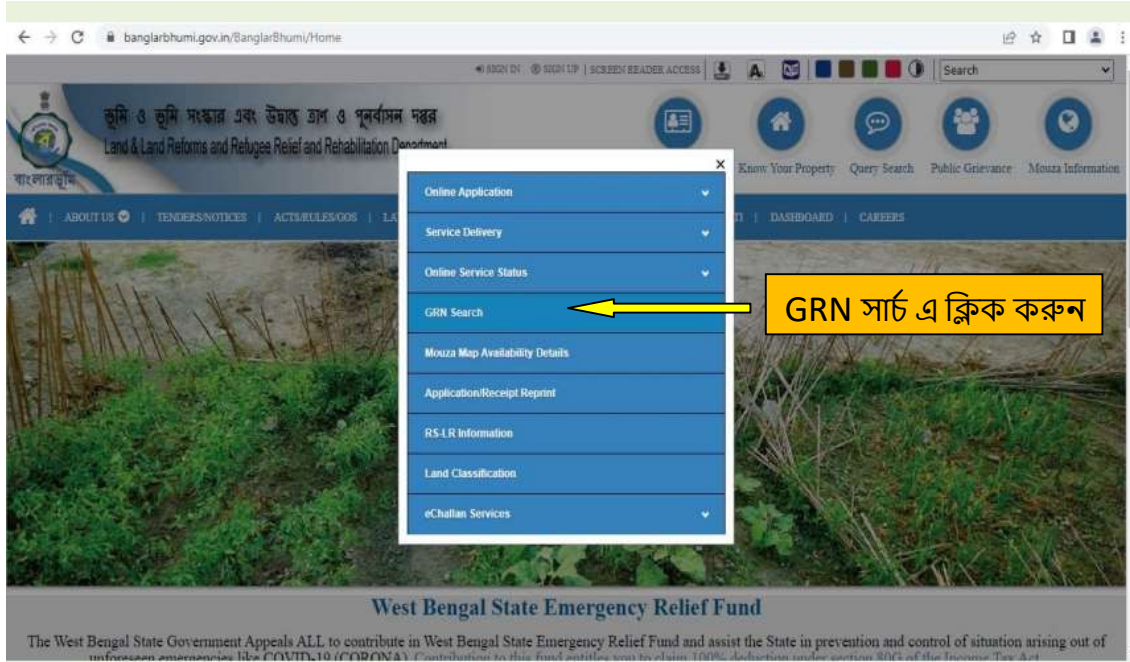 banglarbhumi.gov.in/BanglarBhumi/Home
SIGN IN SIGN UP | SCREEN READER ACCESS A Search
ভূমি ও ভূমি সংস্কার এবং উদ্বাস্তু ত্রাণ ও পুনর্বাসন দপ্তর
Land & Land Reforms and Refugee Relief and Rehabilitation Department
বাংলারভূমি
Know Your Property Query Search Public Grievance Mouza Information
ABOUT US | TENDERS/NOTICES | ACTS/RULES/GOS | LA | DASHBOARD | CAREERS
×
Online Application
Service Delivery
Online Service Status
GRN Search
Mouza Map Availability Details
Application/Receipt Reprint
RS-LR Information
Land Classification
eChallan Services
GRN সার্চ এ ক্লিক করুন
West Bengal State Emergency Relief Fund
The West Bengal State Government Appeals ALL to contribute in West Bengal State Emergency Relief Fund and assist the State in prevention and control of situation arising out of
unforeseen emergencies like COVID-19 (CORONA). Contribution to this fund entitles you to claim 100% deduction under section 80G of the Income Tax Act